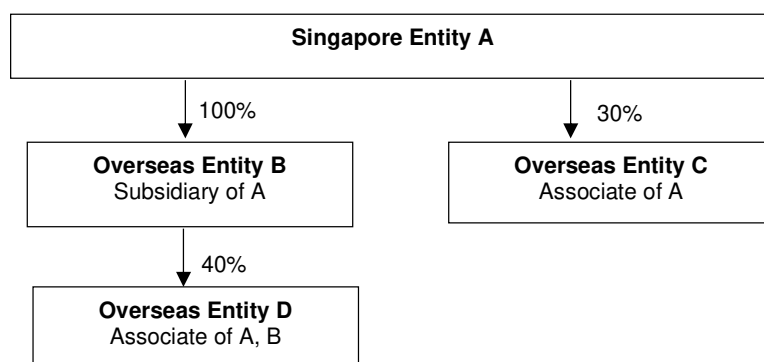 Singapore Entity A
100%
30%
Overseas Entity B
Subsidiary of A
Overseas Entity C
Associate of A
40%
Overseas Entity D
Associate of A, B